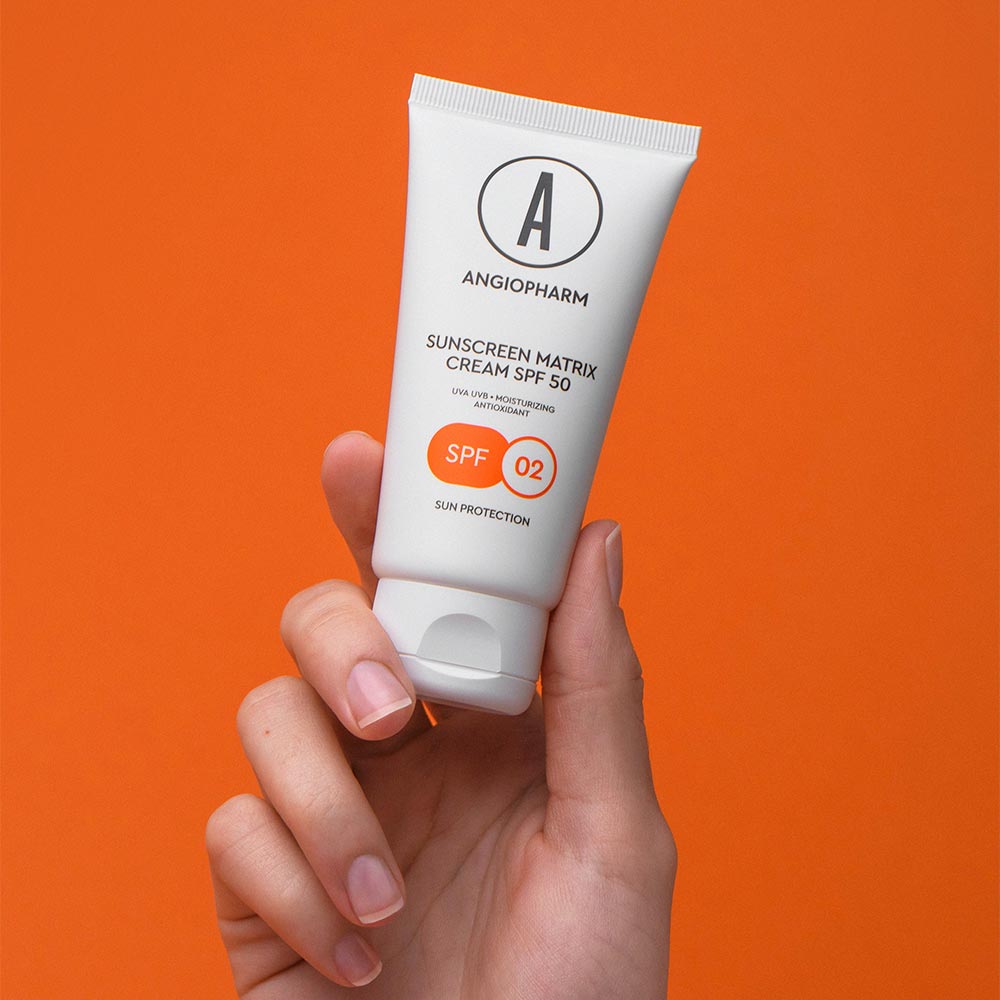 A
ANGIOPHARM
SUNSCREEN MATRIX
CREAM SPF 50
UVA UVB • MOISTURIZING
ANTIOXIDANT
SPF 02
SUN PROTECTION